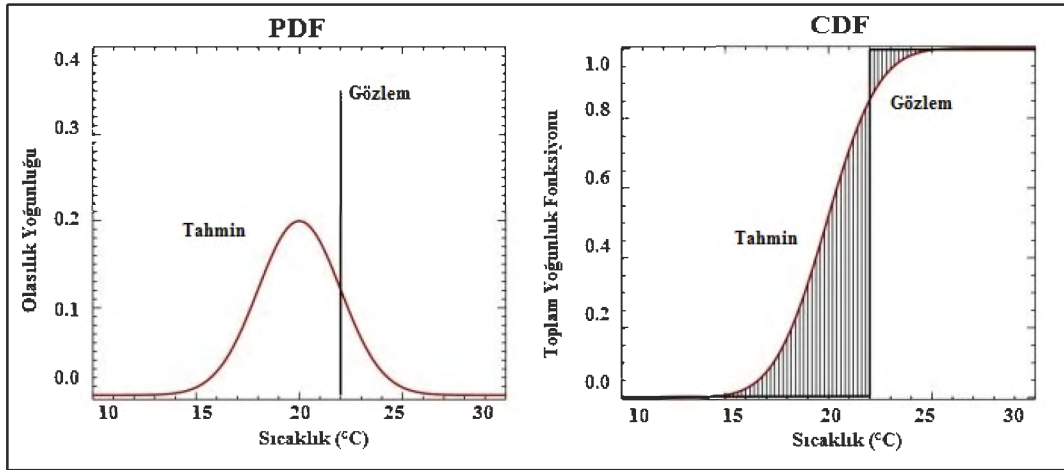 PDF
0.4
0.3
0.2
0.1
0.0
Olasılık Yoğunluğu
Gözlem
Tahmin
10 15 20 25 30
Sıcaklık (°C)
CDF
1.0
0.8
0.6
0.4
0.2
0.0
Toplam Yoğunluk Fonksiyonu
Gözlem
Tahmin
10 15 20 25 30
Sıcaklık (°C)